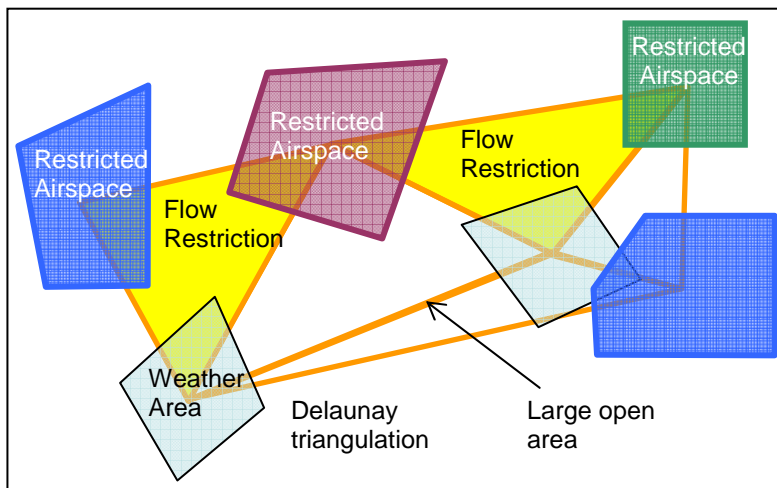 Restricted
Airspace
Restricted
Airspace
Restricted
Airspace
Flow
Restriction
Flow
Restriction
Weather
Area
Delaunay
triangulation
Large open
area